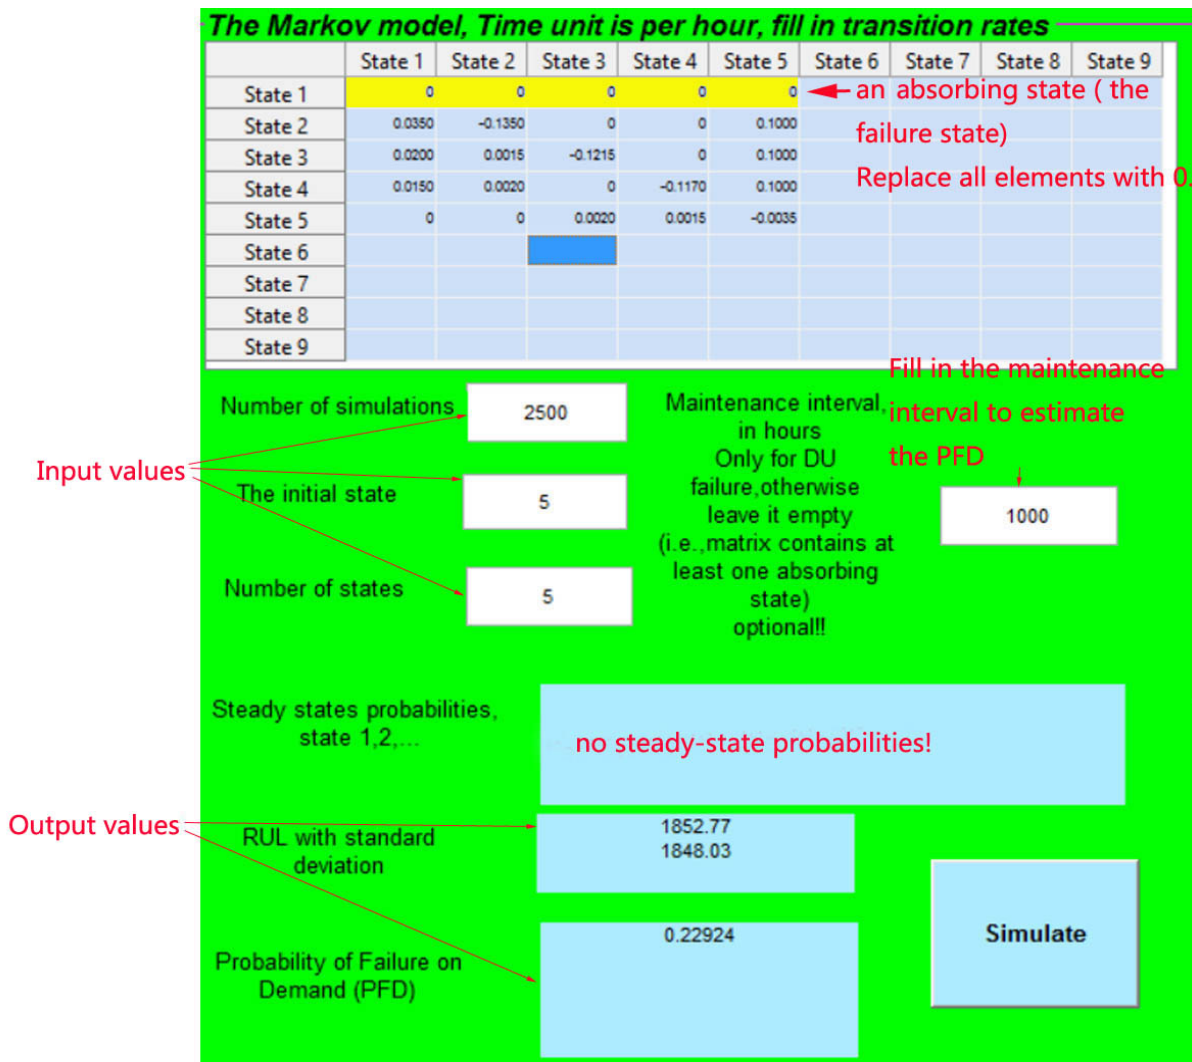 The Markov model, Time unit is per hour, fill in transition rates
State 1 State 2 State 3 State 4 State 5 State 6 State 7 State 8 State 9
State 1 0 0 0 0 0
an absorbing state ( the
failure state)
Replace all elements with 0.
State 2 0.0350 -0.1350 0 0 0.1000
State 3 0.0200 0.0015 -0.1215 0 0.1000
State 4 0.0150 0.0020 0 -0.1170 0.1000
State 5 0 0 0.0020 0.0015 -0.0035
State 6
State 7
State 8
State 9
Input values
Number of simulations
2500
The initial state
5
Number of states
5
Maintenance interval,
in hours
Only for DU
failure,otherwise
leave it empty
(i.e.,matrix contains at
least one absorbing
state)
optional!!
Fill in the maintenance
interval to estimate
the PFD
1000
Steady states probabilities,
state 1,2,...
no steady-state probabilities!
Output values
RUL with standard
deviation
1852.77
1848.03
Probability of Failure on
Demand (PFD)
0.22924
Simulate